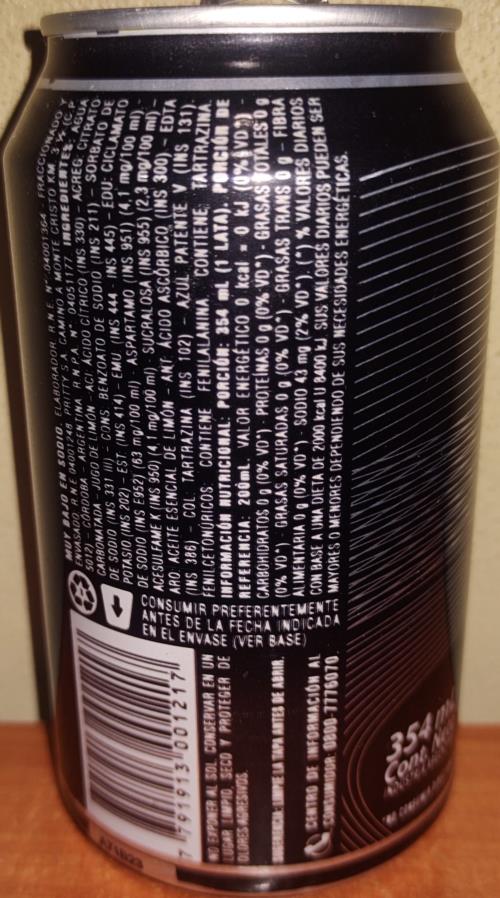 MUY BAJO EN SODIO. ELABORADOR R.N.E. N° 04001364 - FRACCIONADO Y
ENVASADO R.N.E 04001248 PRITTY S.A. CAMINO A MONTE CRISTO KM
5012) - CÓRDOBA - ARGENTINA R.N.P.A. N° INGREDIENTES: AGUA
CARBONATADA - JUGO DE LIMÓN - ACI: ÁCIDO CÍTRICO (INS 330) - ACREG: CITRATO
DE SODIO (INS 331 III) - CONS: BENZOATO DE SODIO (INS 211) - SORBATO DE
POTASIO (INS 202) - EST: (INS 414) - EMU: (INS 444 - INS 445) - EDU: CICLAMATO
DE SODIO (INS E952) (63 mg/100 ml) - ASPARTAMO (INS 951) (4.1 mg/100 ml) -
ACESULFAME K (INS 950) (4.1 mg/100 ml) - SUCRALOSA (INS 955) (2.3 mg/100 ml) -
ARO: ACEITE ESENCIAL DE LIMÓN - ANT: ÁCIDO ASCÓRBICO (INS 300) - EDTA
(INS 386) - COL: TARTRAZINA (INS 102) - AZUL PATENTE V (INS 131).
FENILCETONÚRICOS: CONTIENE FENILALANINA. CONTIENE TARTRAZINA.
INFORMACIÓN NUTRICIONAL. PORCIÓN: 354 mL (1 LATA). PORCIÓN DE
REFERENCIA: 200mL. VALOR ENERGÉTICO 0 kcal = 0 kJ (0% VD*) -
CARBOHIDRATOS 0 g (0% VD*) - PROTEÍNAS 0 g (0% VD*) - GRASAS TOTALES 0 g
(0% VD*) - GRASAS SATURADAS 0 g (0% VD*) - GRASAS TRANS 0 g - FIBRA
ALIMENTARIA 0 g (0% VD*) - SODIO 43 mg (2% VD*). (*) % VALORES DIARIOS
CON BASE A UNA DIETA DE 2000 kcal U 8400 kJ. SUS VALORES DIARIOS PUEDEN SER
MAYORES O MENORES DEPENDIENDO DE SUS NECESIDADES ENERGÉTICAS.
CONSUMIR PREFERENTEMENTE
ANTES DE LA FECHA INDICADA
EN EL ENVASE (VER BASE)
7 791913 001217
NO EXPONER AL SOL. CONSERVAR EN UN
LUGAR LIMPIO, SECO Y PROTEGER DE
OLORES AGRESIVOS.
SUGERENCIA: LIMPIE LA TAPA ANTES DE ABRIR.
CENTRO DE INFORMACIÓN AL
CONSUMIDOR 0800-7776070
354 mL
Cont. Neto
A71B23